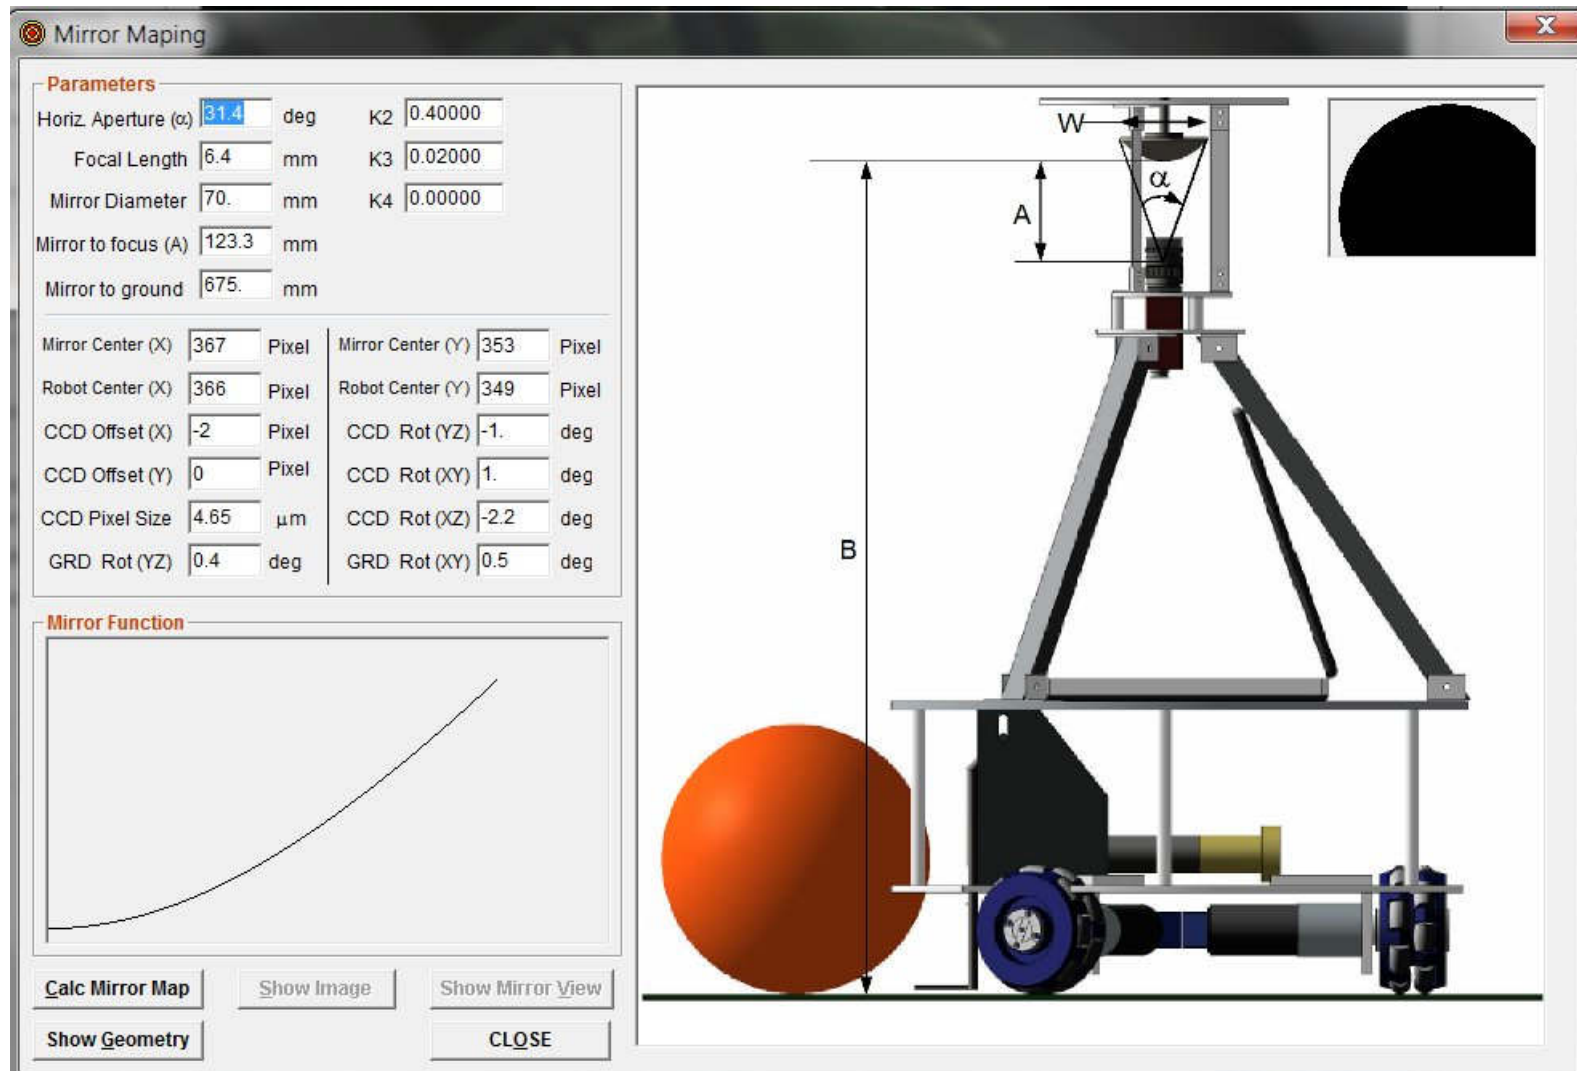 Mirror Maping
X
Parameters
Horiz. Aperture (α) 31.4 deg K2 0.40000
Focal Length 6.4 mm K3 0.02000
Mirror Diameter 70. mm K4 0.00000
Mirror to focus (A) 123.3 mm
Mirror to ground 675. mm
Mirror Center (X) 367 Pixel Mirror Center (Y) 353 Pixel
Robot Center (X) 366 Pixel Robot Center (Y) 349 Pixel
CCD Offset (X) -2 Pixel CCD Rot (YZ) -1. deg
CCD Offset (Y) 0 Pixel CCD Rot (XY) 1. deg
CCD Pixel Size 4.65 μm CCD Rot (XZ) -2.2 deg
GRD Rot (YZ) 0.4 deg GRD Rot (XY) 0.5 deg
Mirror Function
Calc Mirror Map Show Image Show Mirror View
Show Geometry CLOSE
W
α
A
B